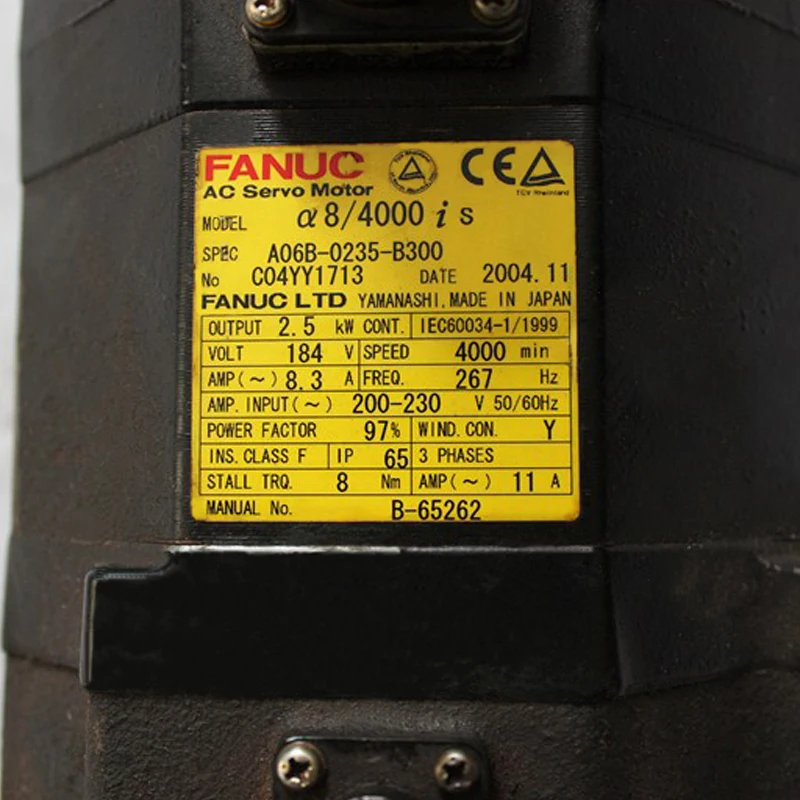 FANUC
AC Servo Motor
CE
TÜV Rheinland
MODEL α8/4000 i s
SPEC A06B-0235-B300
No C04YY1713 DATE 2004.11
FANUC LTD YAMANASHI, MADE IN JAPAN
OUTPUT 2.5 kW CONT. IEC60034-1/1999
VOLT 184 V SPEED 4000 min
AMP(~) 8.3 A FREQ. 267 Hz
AMP. INPUT(~) 200-230 V 50/60Hz
POWER FACTOR 97% WIND. CON. Y
INS. CLASS F IP 65 3 PHASES
STALL TRQ. 8 Nm AMP(~) 11 A
MANUAL No. B-65262